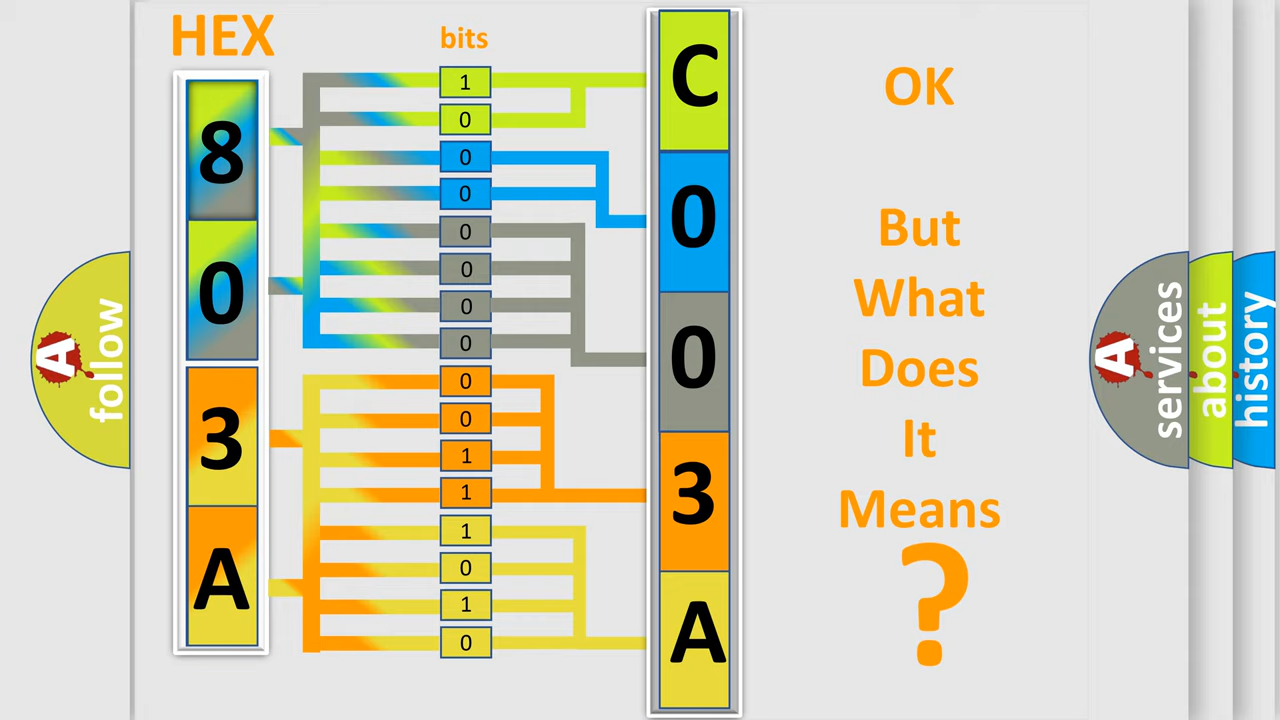 HEX
bits
8
0
3
A
1
0
0
0
0
0
0
0
0
0
1
1
1
0
1
0
C
0
0
3
A
OK
But
What
Does
It
Means
?
A
follow
A
services
about
history